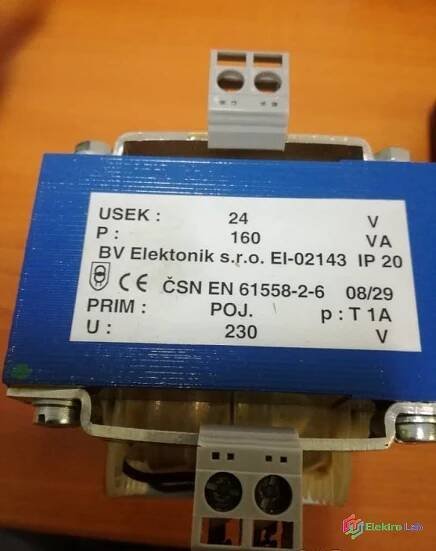 USEK : 24 V
P : 160 VA
BV Elektonik s.r.o. EI-02143 IP 20
CE ČSN EN 61558-2-6 08/29
PRIM : POJ. p : T 1A
U : 230 V
Elektro Lab